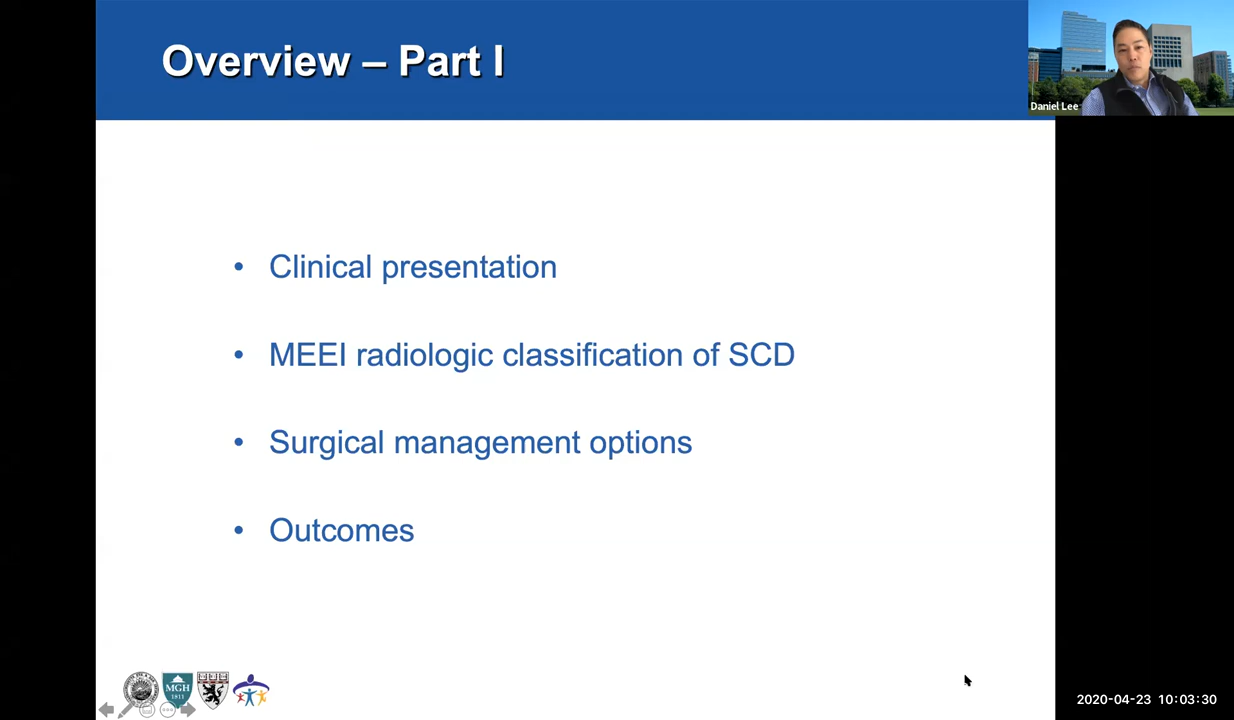 Overview – Part I
Daniel Lee
• Clinical presentation
• MEEI radiologic classification of SCD
• Surgical management options
• Outcomes
MGH
1811
2020-04-23 10:03:30